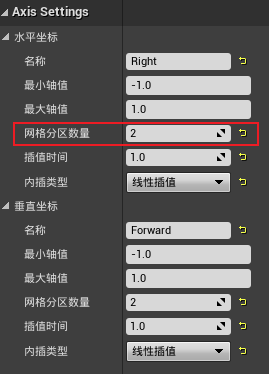 Axis Settings
水平坐标
名称 Right
最小轴值 -1.0
最大轴值 1.0
网格分区数量 2
插值时间 1.0
内插类型 线性插值
垂直坐标
名称 Forward
最小轴值 -1.0
最大轴值 1.0
网格分区数量 2
插值时间 1.0
内插类型 线性插值